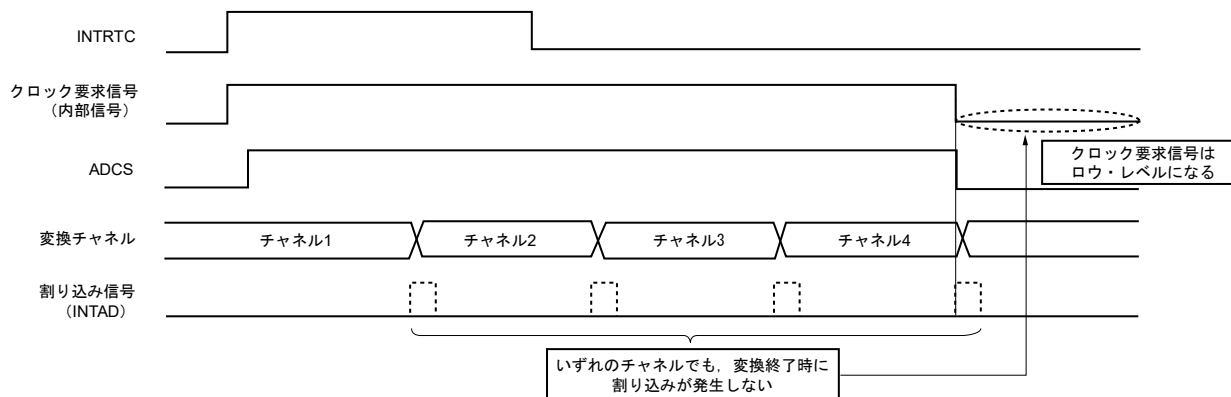 INTRTC
クロック要求信号
（内部信号）
ADCS
クロック要求信号は
ロウ・レベルになる
変換チャネル
チャネル1
チャネル2
チャネル3
チャネル4
割り込み信号
（INTAD）
いずれのチャネルでも，変換終了時に
割り込みが発生しない